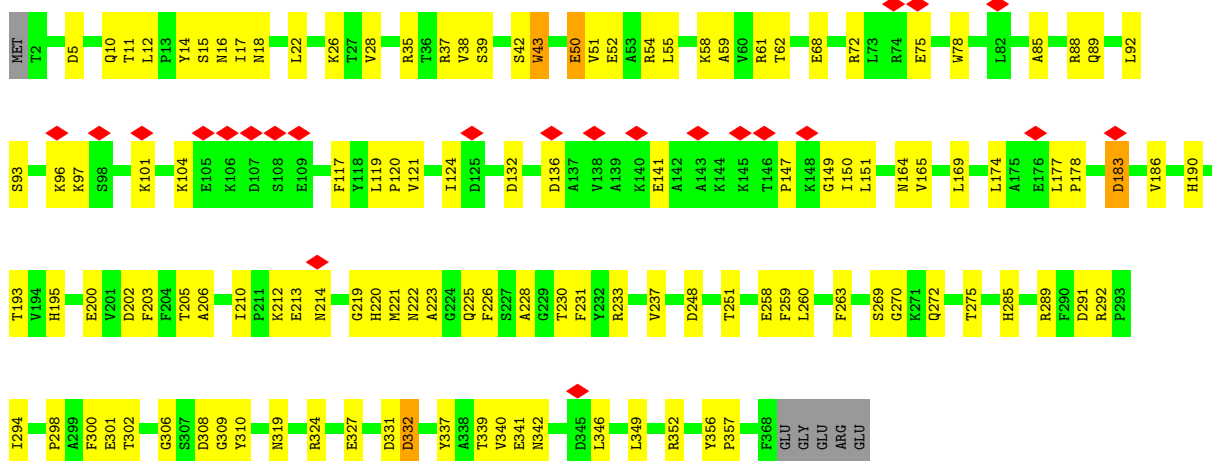 MET T2 D5 Q10 T11 L12 P13 Y14 S15 N16 I17 N18 L22 K26 T27 V28 R35 T36 R37 V38 S39 S42 W43 E50 V51 E52 A53 R54 L55 K58 A59 V60 R61 T62 E68 R72 L73 R74 E75 W78 L82 A85 R88 Q89 L92
S93 K96 K97 S98 K101 K104 E105 K106 D107 S108 E109 F117 Y118 L119 P120 V121 I124 D125 D132 D136 A137 V138 A139 K140 E141 A142 A143 K144 K145 T146 P147 K148 G149 I150 L151 N164 V165 L169 L174 A175 E176 L177 P178 D183 V186 H190
T193 V194 H195 E200 V201 D202 F203 F204 T205 A206 I210 P211 K212 E213 N214 G219 H220 M221 N222 A223 G224 Q225 F226 S227 A228 G229 T230 F231 Y232 R233 V237 D248 T251 E258 F259 L260 F263 S269 G270 K271 Q272 T275 H285 R289 F290 D291 R292 P293
I294 P298 A299 F300 E301 T302 G306 S307 D308 G309 Y310 N319 R324 E327 D331 D332 Y337 A338 T339 V340 E341 N342 D345 L346 L349 R352 Y356 P357 F368 GLU GLY GLU ARG GLU